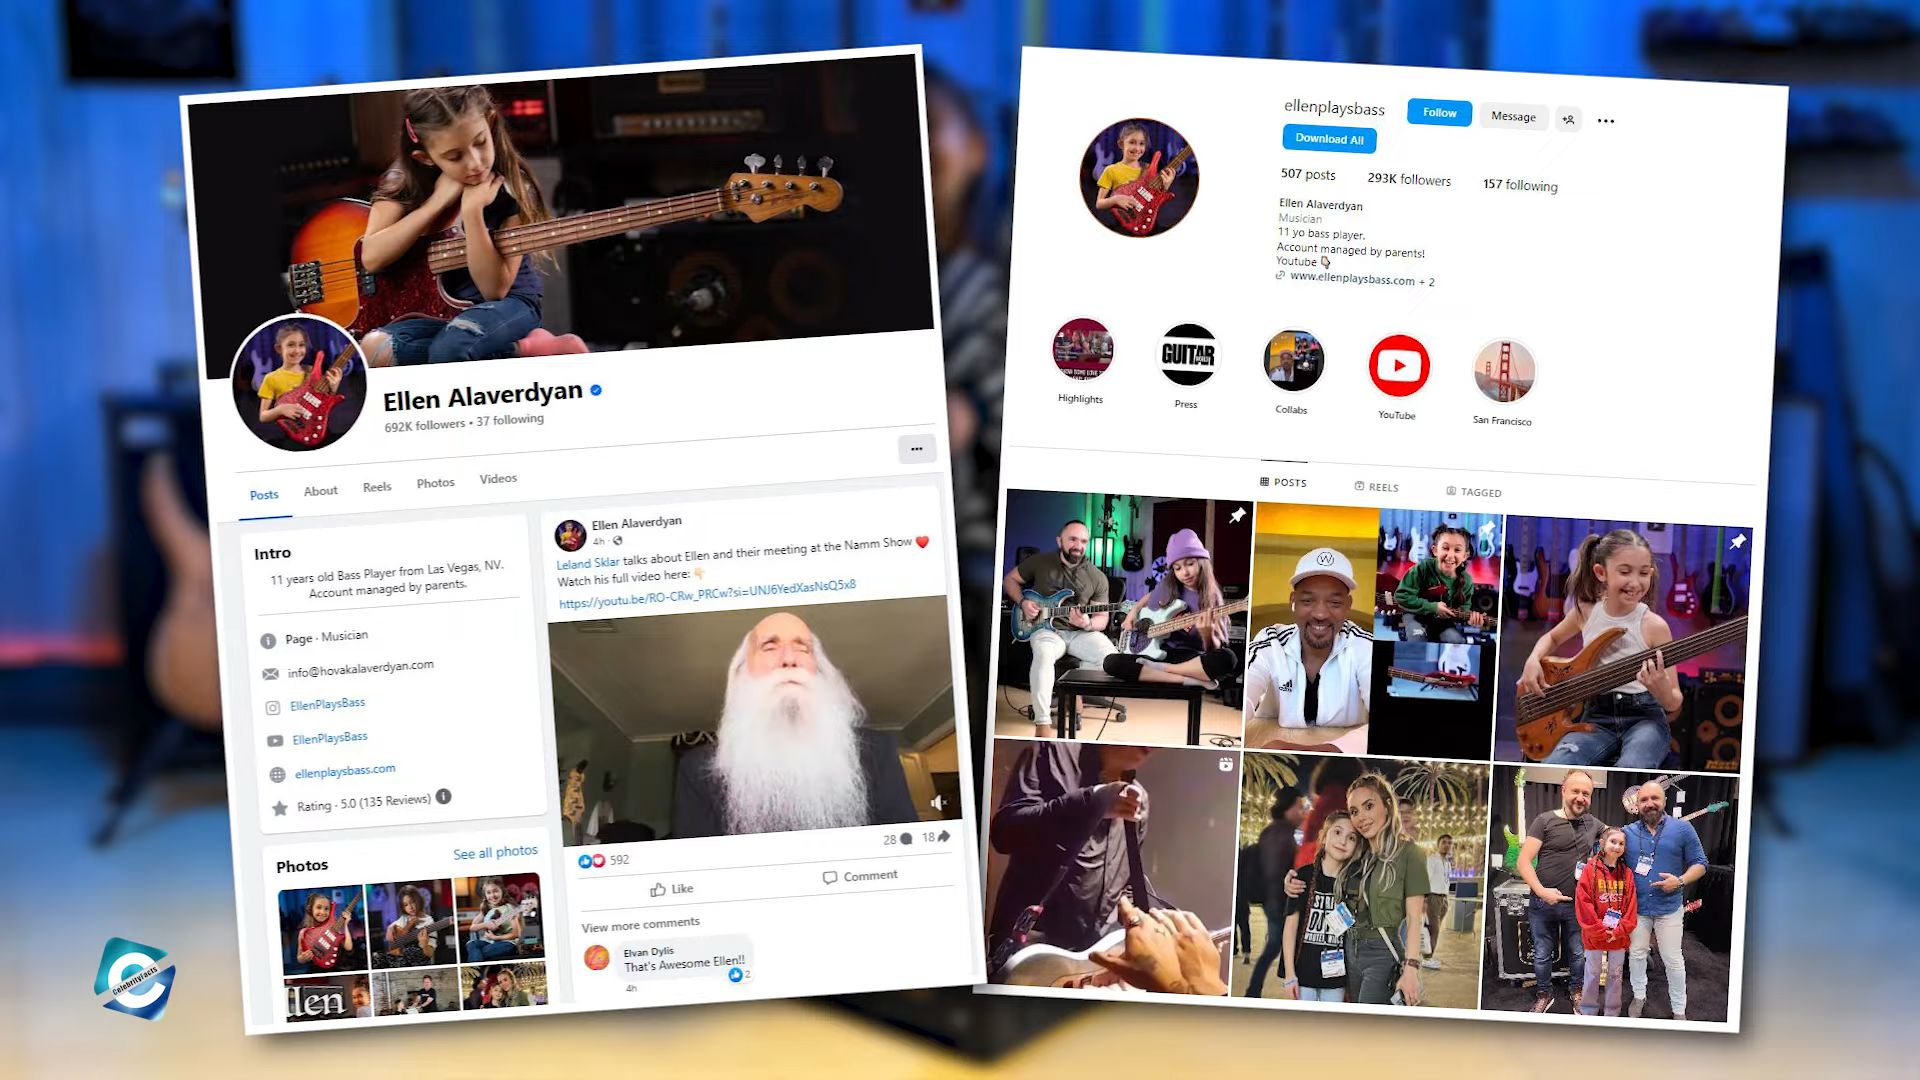 Ellen Alaverdyan
692K followers • 37 following
Posts
About
Reels
Photos
Videos
Intro
11 years old Bass Player from Las Vegas, NV.
Account managed by parents.
Page · Musician
info@hovakalaverdyan.com
EllenPlaysBass
EllenPlaysBass
ellenplaysbass.com
Rating · 5.0 (135 Reviews)
Photos
See all photos
llen
Ellen Alaverdyan
4h ·
Leland Sklar talks about Ellen and their meeting at the Namm Show ❤️
Watch his full video here: 👇🏻
https://youtu.be/RO-CRw_PRCw?si=UNJ6YedXasNsQ5x8
592
28
18
Like
Comment
View more comments
Elvan Dylis
That's Awesome Ellen!!
2
4h
CelebrityFacts
ellenplaysbass
Follow
Message
Download All
507 posts
293K followers
157 following
Ellen Alaverdyan
Musician
11 yo bass player.
Account managed by parents!
Youtube 👇🏻
www.ellenplaysbass.com + 2
GUITAR
Highlights
Press
Collabs
YouTube
San Francisco
POSTS
REELS
TAGGED